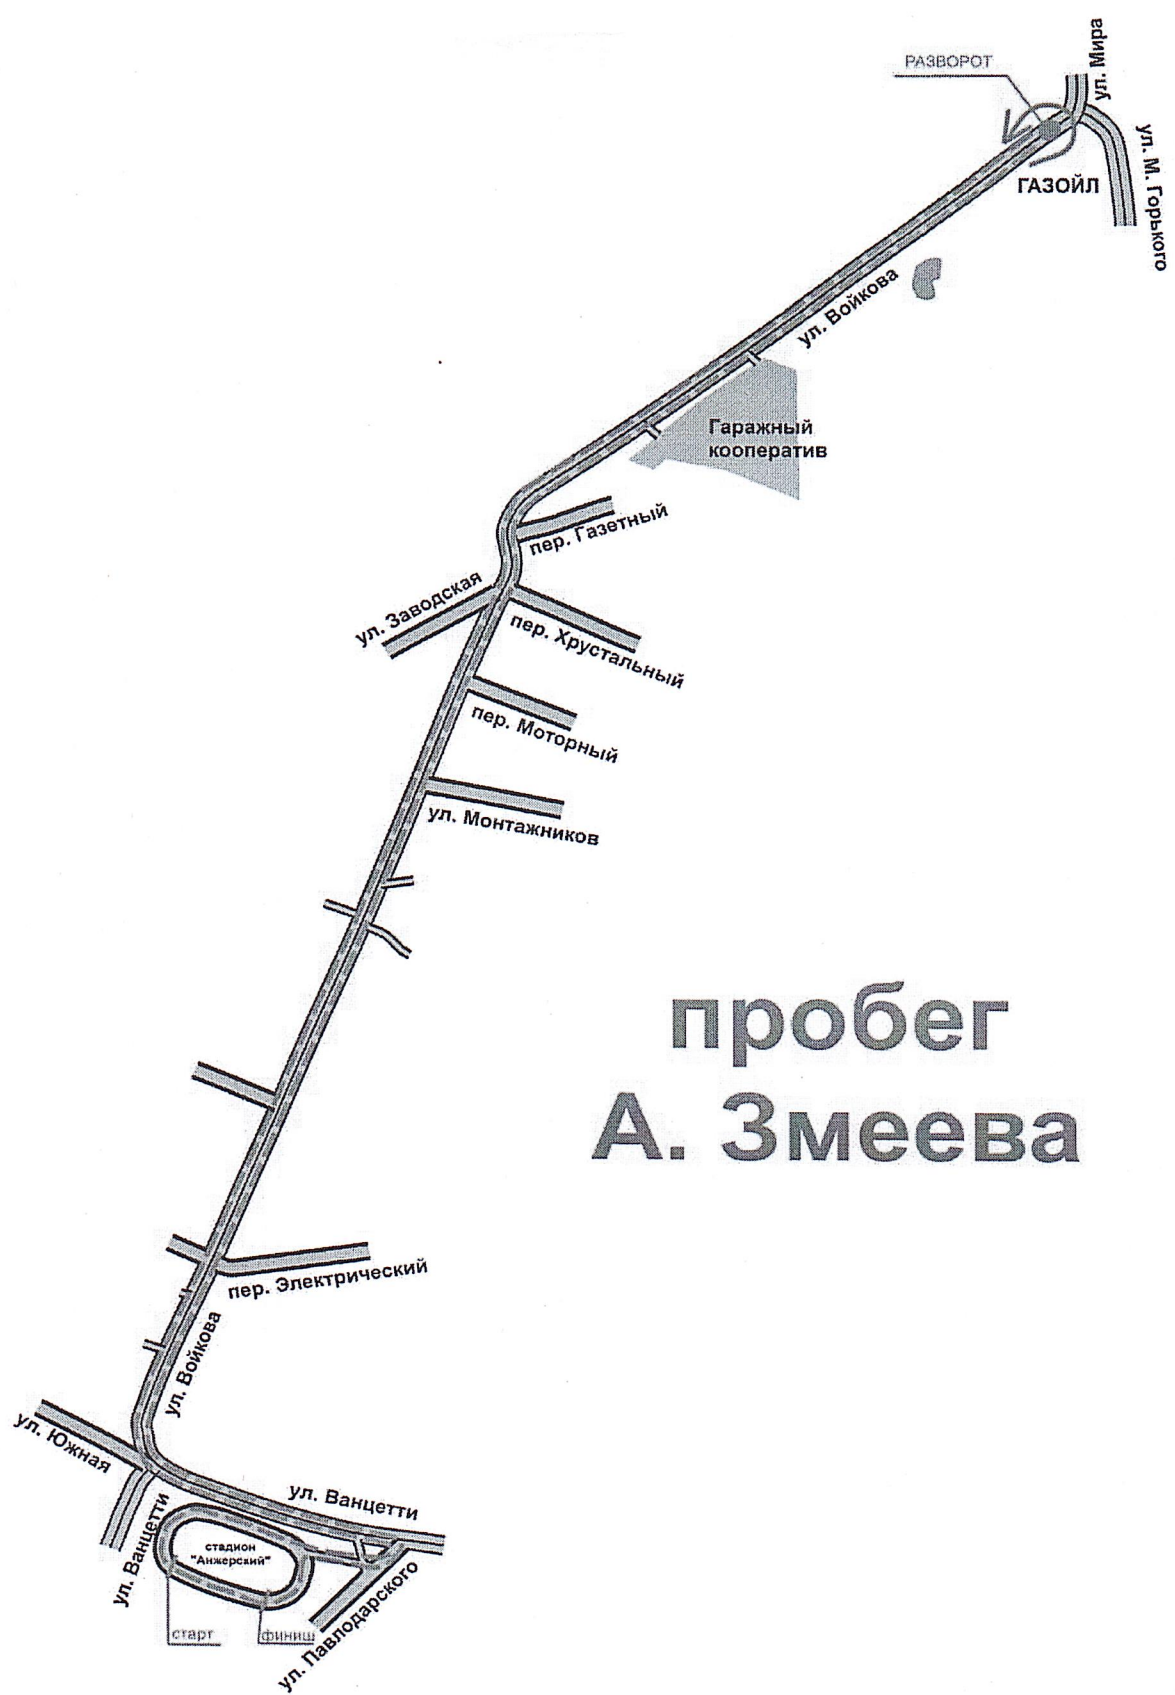 ул. Мира
РАЗВОРОТ
ул. М. Горького
ГАЗОЙЛ
ул. Войкова
Гаражный
кооператив
пер. Газетный
ул. Заводская
пер. Хрустальный
пер. Моторный
ул. Монтажников
пробег
А. Змеева
пер. Электрический
ул. Войкова
ул. Южная
ул. Ванцетти
ул. Ванцетти
стадион
"Анжерский"
ул. Павлодарского
старт
финиш